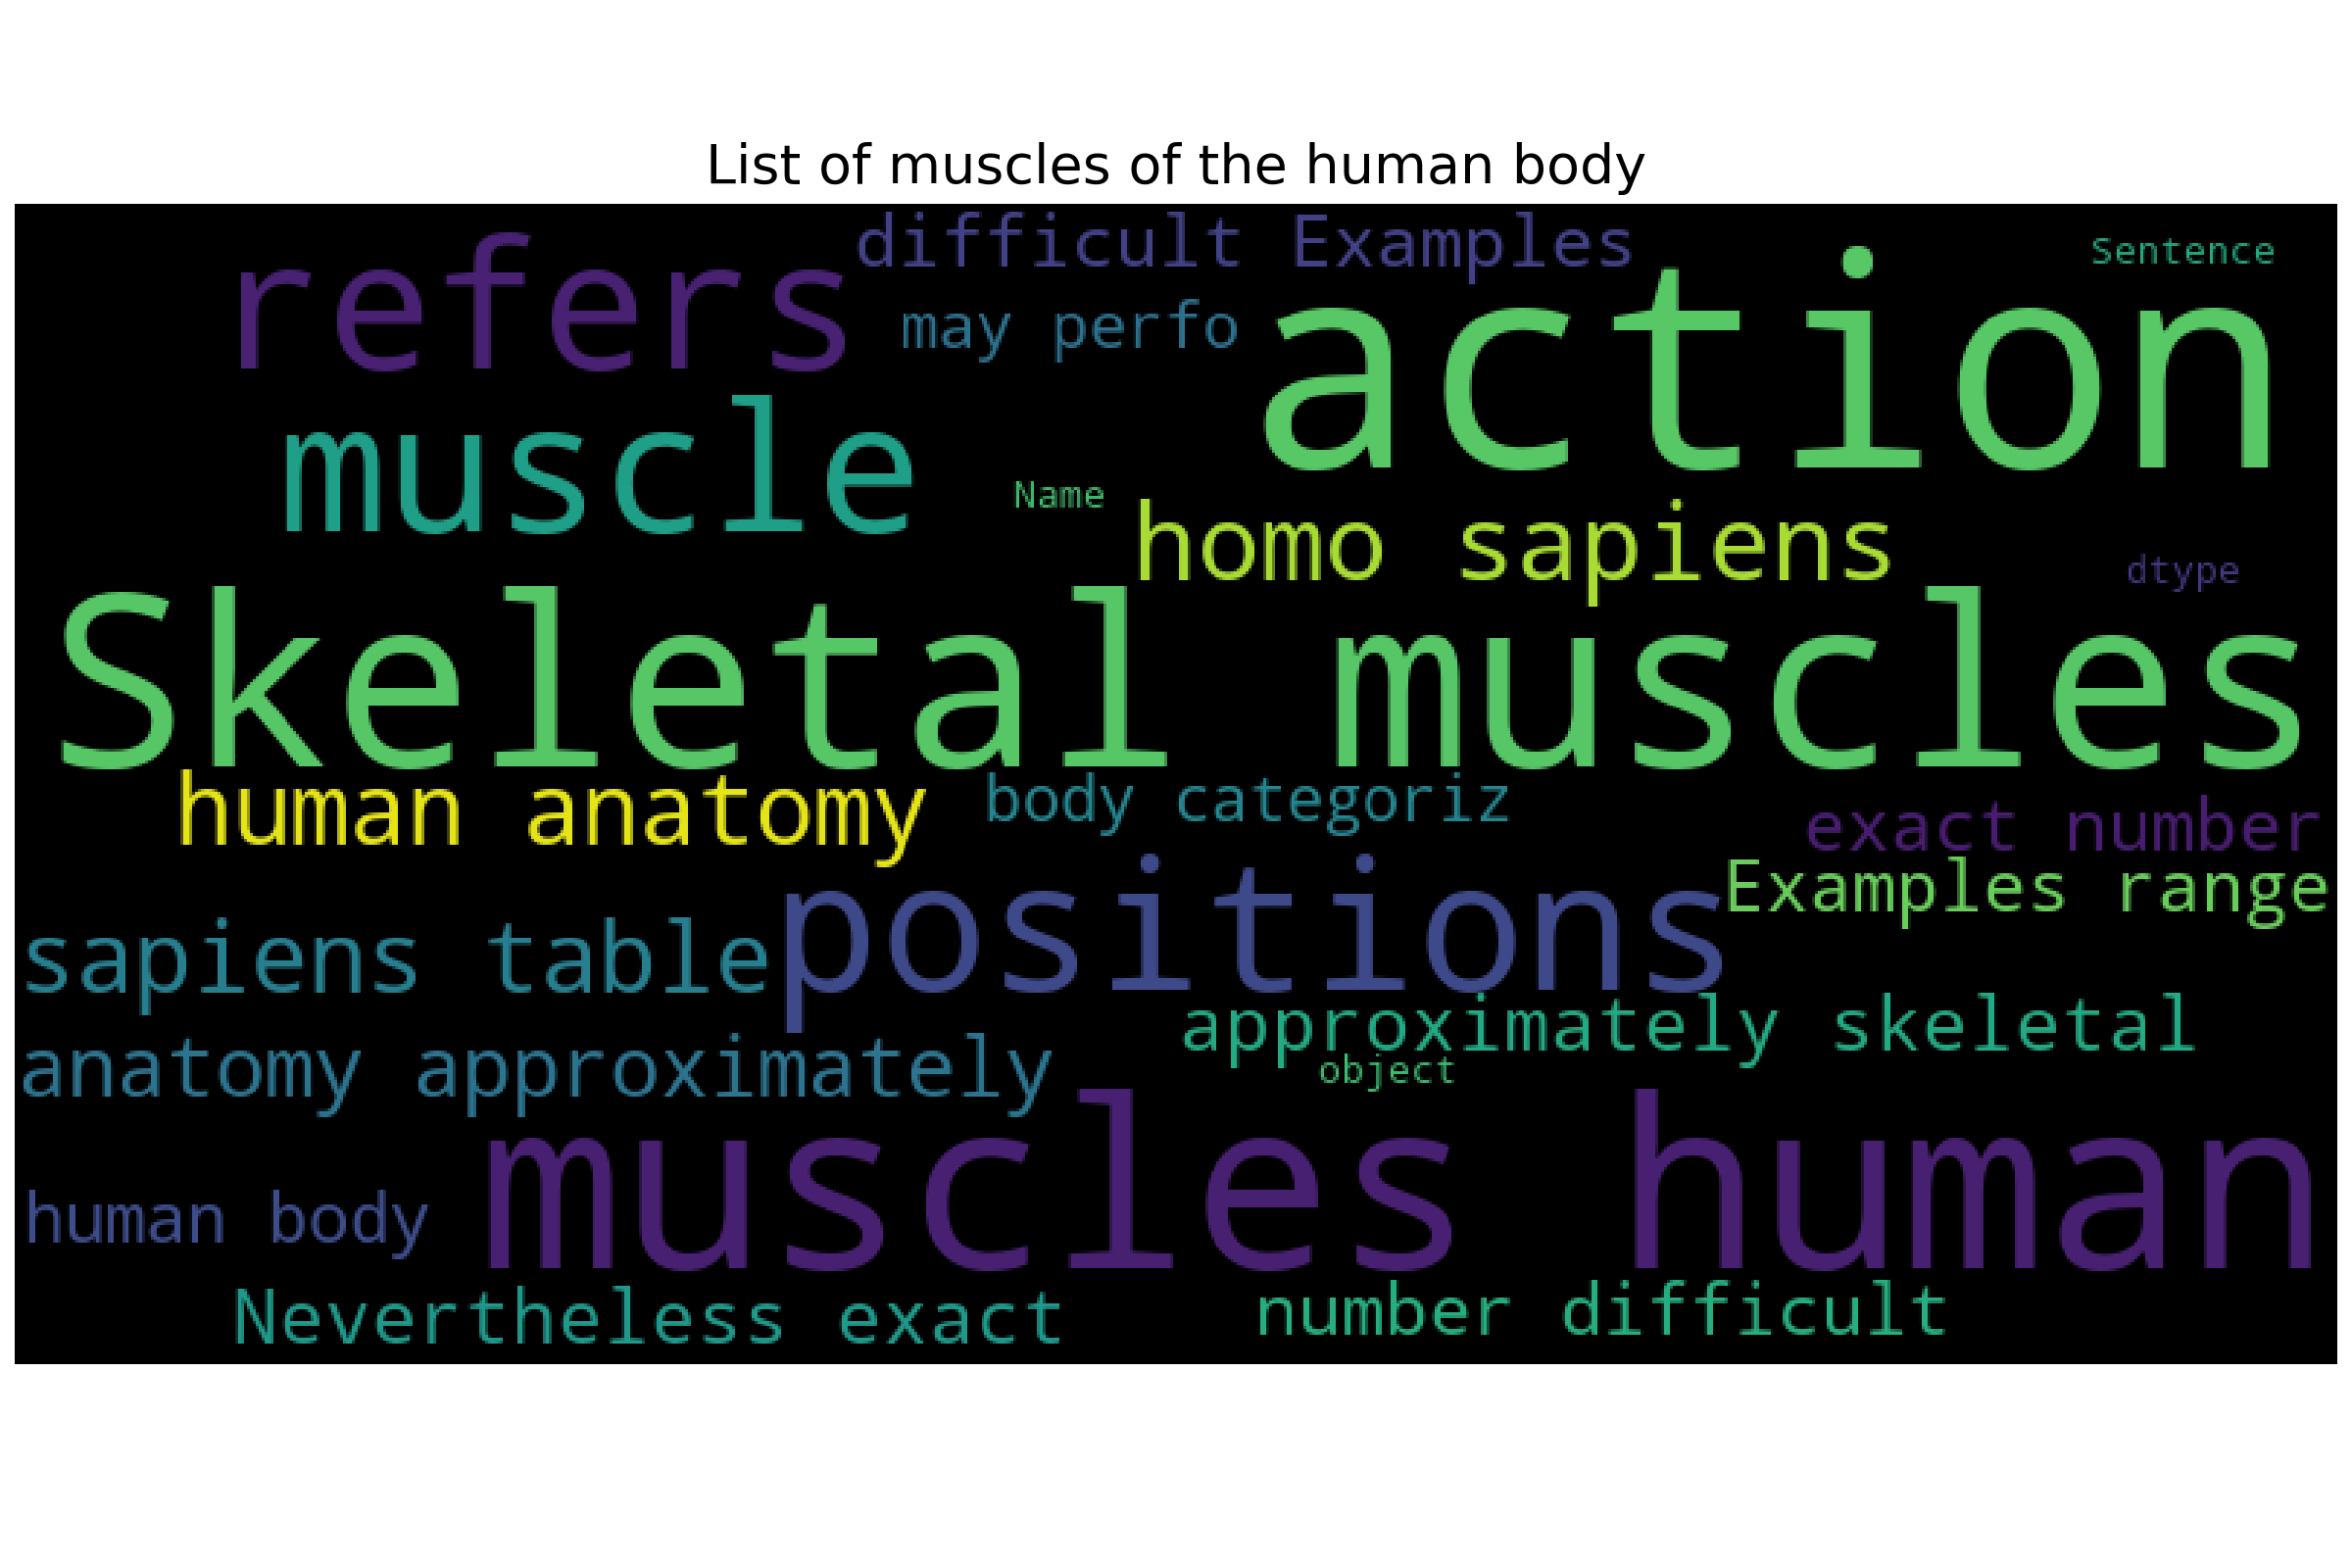 List of muscles of the human body
difficult Examples
Sentence
refers
may perfo
action
muscle
Name
homo sapiens
dtype
Skeletal muscles
human anatomy
body categoriz
exact number
Examples range
sapiens table
positions
approximately skeletal
anatomy approximately
object
muscles human
human body
Nevertheless exact
number difficult